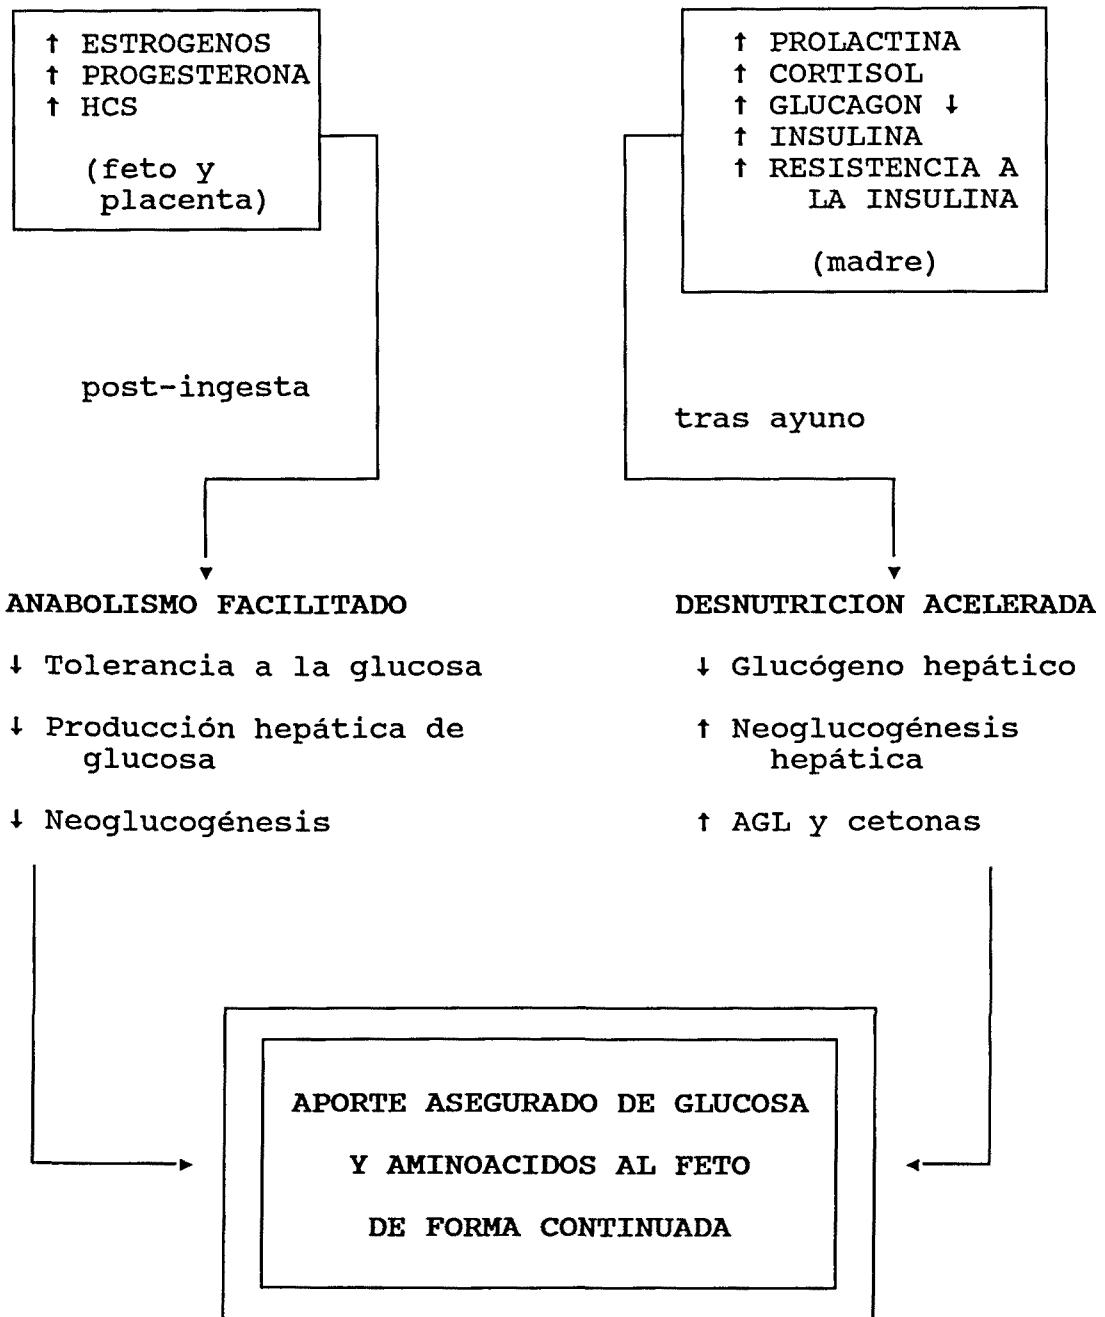 ↑ ESTROGENOS
↑ PROGESTERONA
↑ HCS
(feto y
placenta)
↑ PROLACTINA
↑ CORTISOL
↑ GLUCAGON ↓
↑ INSULINA
↑ RESISTENCIA A
LA INSULINA
(madre)
post-ingesta
tras ayuno
ANABOLISMO FACILITADO
↓ Tolerancia a la glucosa
↓ Producción hepática de
glucosa
↓ Neoglucogénesis
DESNUTRICION ACELERADA
↓ Glucógeno hepático
↑ Neoglucogénesis
hepática
↑ AGL y cetonas
APORTE ASEGURADO DE GLUCOSA
Y AMINOACIDOS AL FETO
DE FORMA CONTINUADA